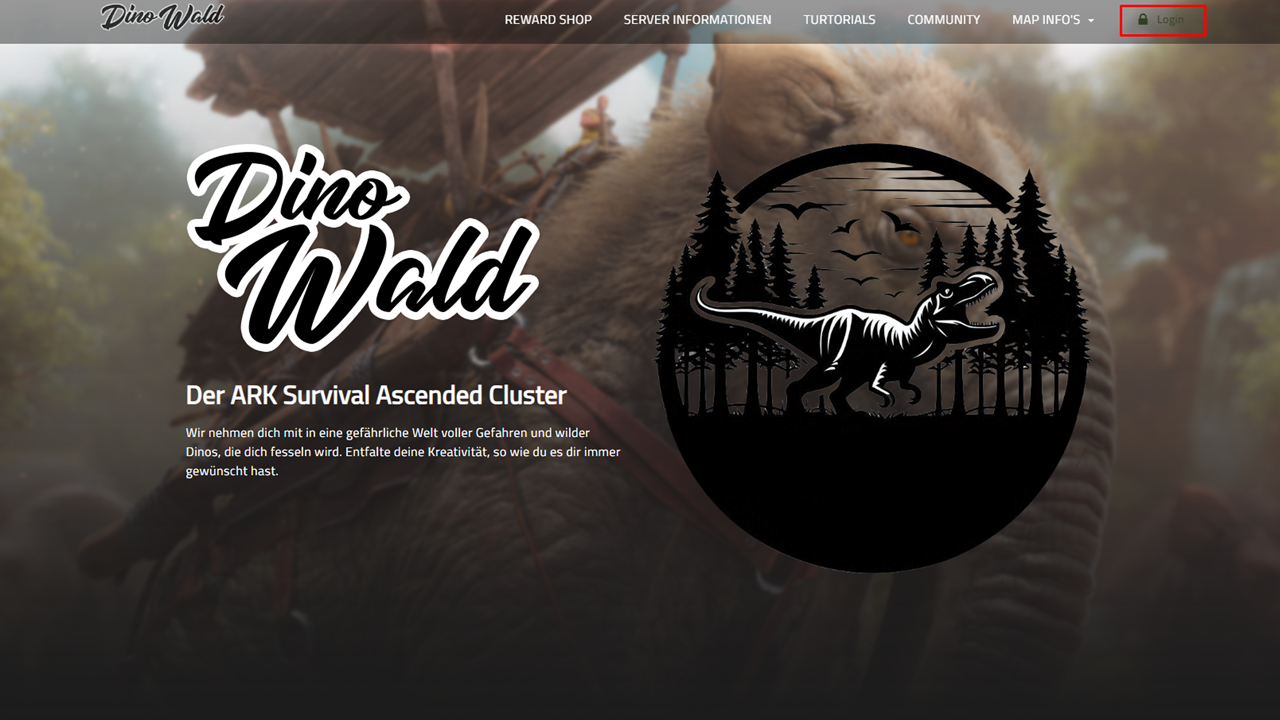 Dino Wald
REWARD SHOP
SERVER INFORMATIONEN
TURTORIALS
COMMUNITY
MAP INFO'S
Login
Dino
Wald
Der ARK Survival Ascended Cluster
Wir nehmen dich mit in eine gefährliche Welt voller Gefahren und wilder
Dinos, die dich fesseln wird. Entfalte deine Kreativität, so wie du es dir immer
gewünscht hast.